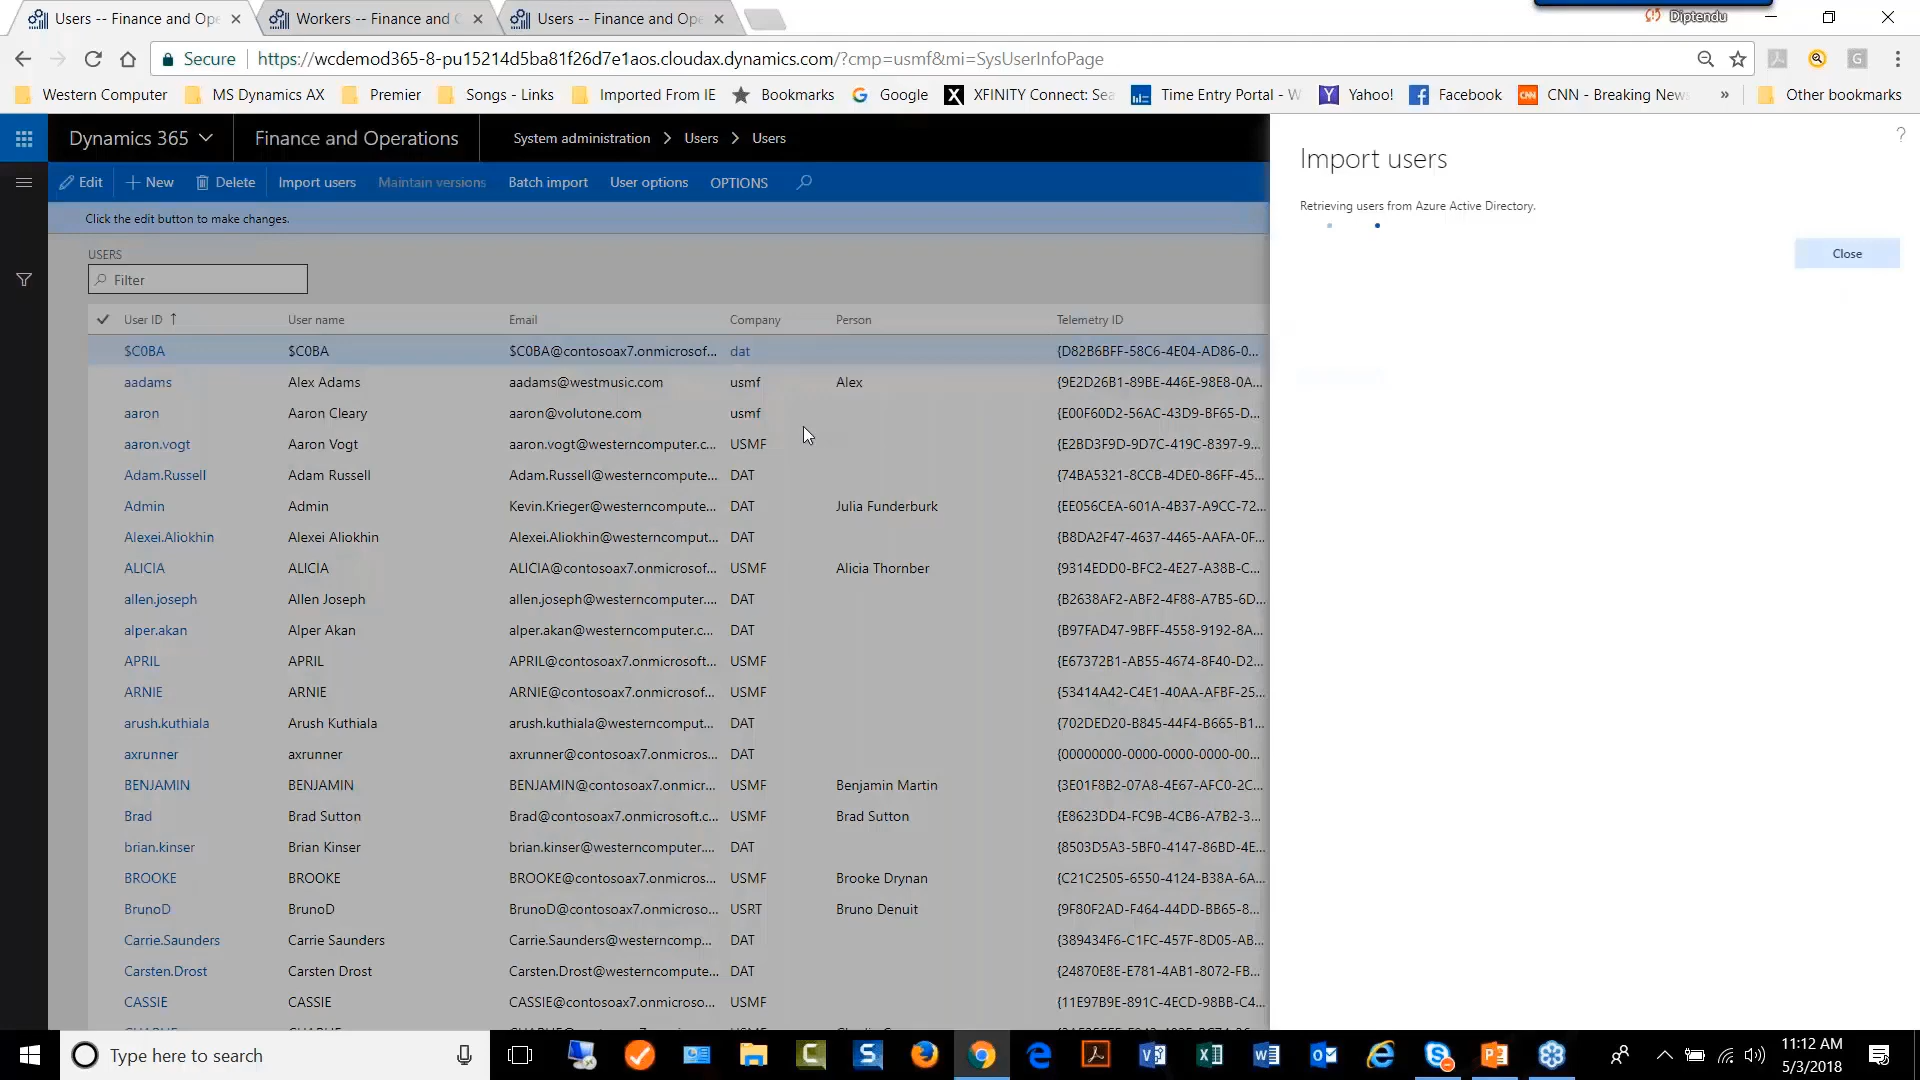 Users -- Finance and Ope
Workers -- Finance and
Users -- Finance and Ope
Diptendu
Secure
https://wcdemod365-8-pu15214d5ba81f26d7e1aos.cloudax.dynamics.com/?cmp=usmf&mi=SysUserInfoPage
Western Computer MS Dynamics AX Premier Songs - Links Imported From IE Bookmarks Google XFINITY Connect: Sea Time Entry Portal - W Yahoo! Facebook CNN - Breaking News » Other bookmarks
Dynamics 365 Finance and Operations System administration > Users > Users
?
Import users
Retrieving users from Azure Active Directory.
Close
Edit New Delete Import users Maintain versions Batch import User options OPTIONS
Click the edit button to make changes.
USERS
Filter
User ID ↑ User name Email Company Person Telemetry ID
$C0BA $C0BA $C0BA@contosoax7.onmicrosof... dat {D82B6BFF-58C6-4E04-AD86-0...
aadams Alex Adams aadams@westmusic.com usmf Alex {9E2D26B1-89BE-446E-98E8-0A...
aaron Aaron Cleary aaron@volutone.com usmf {E00F60D2-56AC-43D9-BF65-D...
aaron.vogt Aaron Vogt aaron.vogt@westerncomputer.c... USMF {E2BD3F9D-9D7C-419C-8397-9...
Adam.Russell Adam Russell Adam.Russell@westerncompute... DAT {74BA5321-8CCB-4DE0-86FF-45...
Admin Admin Kevin.Krieger@westerncompute... DAT Julia Funderburk {EE056CEA-601A-4B37-A9CC-72...
Alexei.Aliokhin Alexei Aliokhin Alexei.Aliokhin@westerncomput... DAT {B8DA2F47-4637-4465-AAFA-0F...
ALICIA ALICIA ALICIA@contosoax7.onmicrosof... USMF Alicia Thornber {9314EDD0-BFC2-4E27-A38B-C...
allen.joseph Allen Joseph allen.joseph@westerncomputer.... DAT {B2638AF2-ABF2-4F88-A7B5-6D...
alper.akan Alper Akan alper.akan@westerncomputer.c... DAT {B97FAD47-9BFF-4558-9192-8A...
APRIL APRIL APRIL@contosoax7.onmicrosoft... USMF {E67372B1-AB55-4674-8F40-D2...
ARNIE ARNIE ARNIE@contosoax7.onmicrosof... USMF {53414A42-C4E1-40AA-AFBF-25...
arush.kuthiala Arush Kuthiala arush.kuthiala@westerncomput... DAT {702DED20-B845-44F4-B665-B1...
axrunner axrunner axrunner@contosoax7.onmicros... DAT {00000000-0000-0000-0000-00...
BENJAMIN BENJAMIN BENJAMIN@contosoax7.onmicr... USMF Benjamin Martin {3E01F8B2-07A8-4E67-AFC0-2C...
Brad Brad Sutton Brad@contosoax7.onmicrosoft.c... USMF Brad Sutton {E8623DD4-FC9B-4CB6-A7B2-3...
brian.kinser Brian Kinser brian.kinser@westerncomputer.... DAT {8503D5A3-5BF0-4147-86BD-4E...
BROOKE BROOKE BROOKE@contosoax7.onmicros... USMF Brooke Drynan {C21C2505-6550-4124-B38A-6A...
BrunoD BrunoD BrunoD@contosoax7.onmicroso... USRT Bruno Denuit {9F80F2AD-F464-44DD-BB65-8...
Carrie.Saunders Carrie Saunders Carrie.Saunders@westerncomp... DAT {389434F6-C1FC-457F-8D05-AB...
Carsten.Drost Carsten Drost Carsten.Drost@westerncompute... DAT {24870E8E-E781-4AB1-8072-FB...
CASSIE CASSIE CASSIE@contosoax7.onmicroso... USMF {11E97B9E-891C-4ECD-98BB-C4...
Type here to search
11:12 AM
5/3/2018